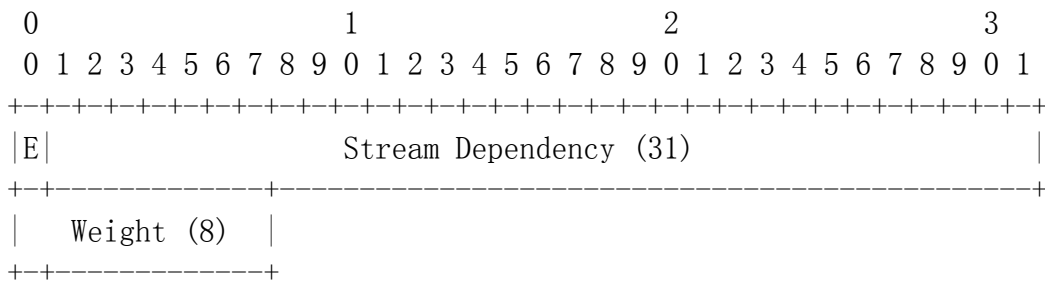 0                   1                   2                   3
 0 1 2 3 4 5 6 7 8 9 0 1 2 3 4 5 6 7 8 9 0 1 2 3 4 5 6 7 8 9 0 1
+-+-+-+-+-+-+-+-+-+-+-+-+-+-+-+-+-+-+-+-+-+-+-+-+-+-+-+-+-+-+-+-+
|E|                  Stream Dependency (31)                     |
+-+-------------+-----------------------------------------------+
|   Weight (8)  |
+-+-------------+